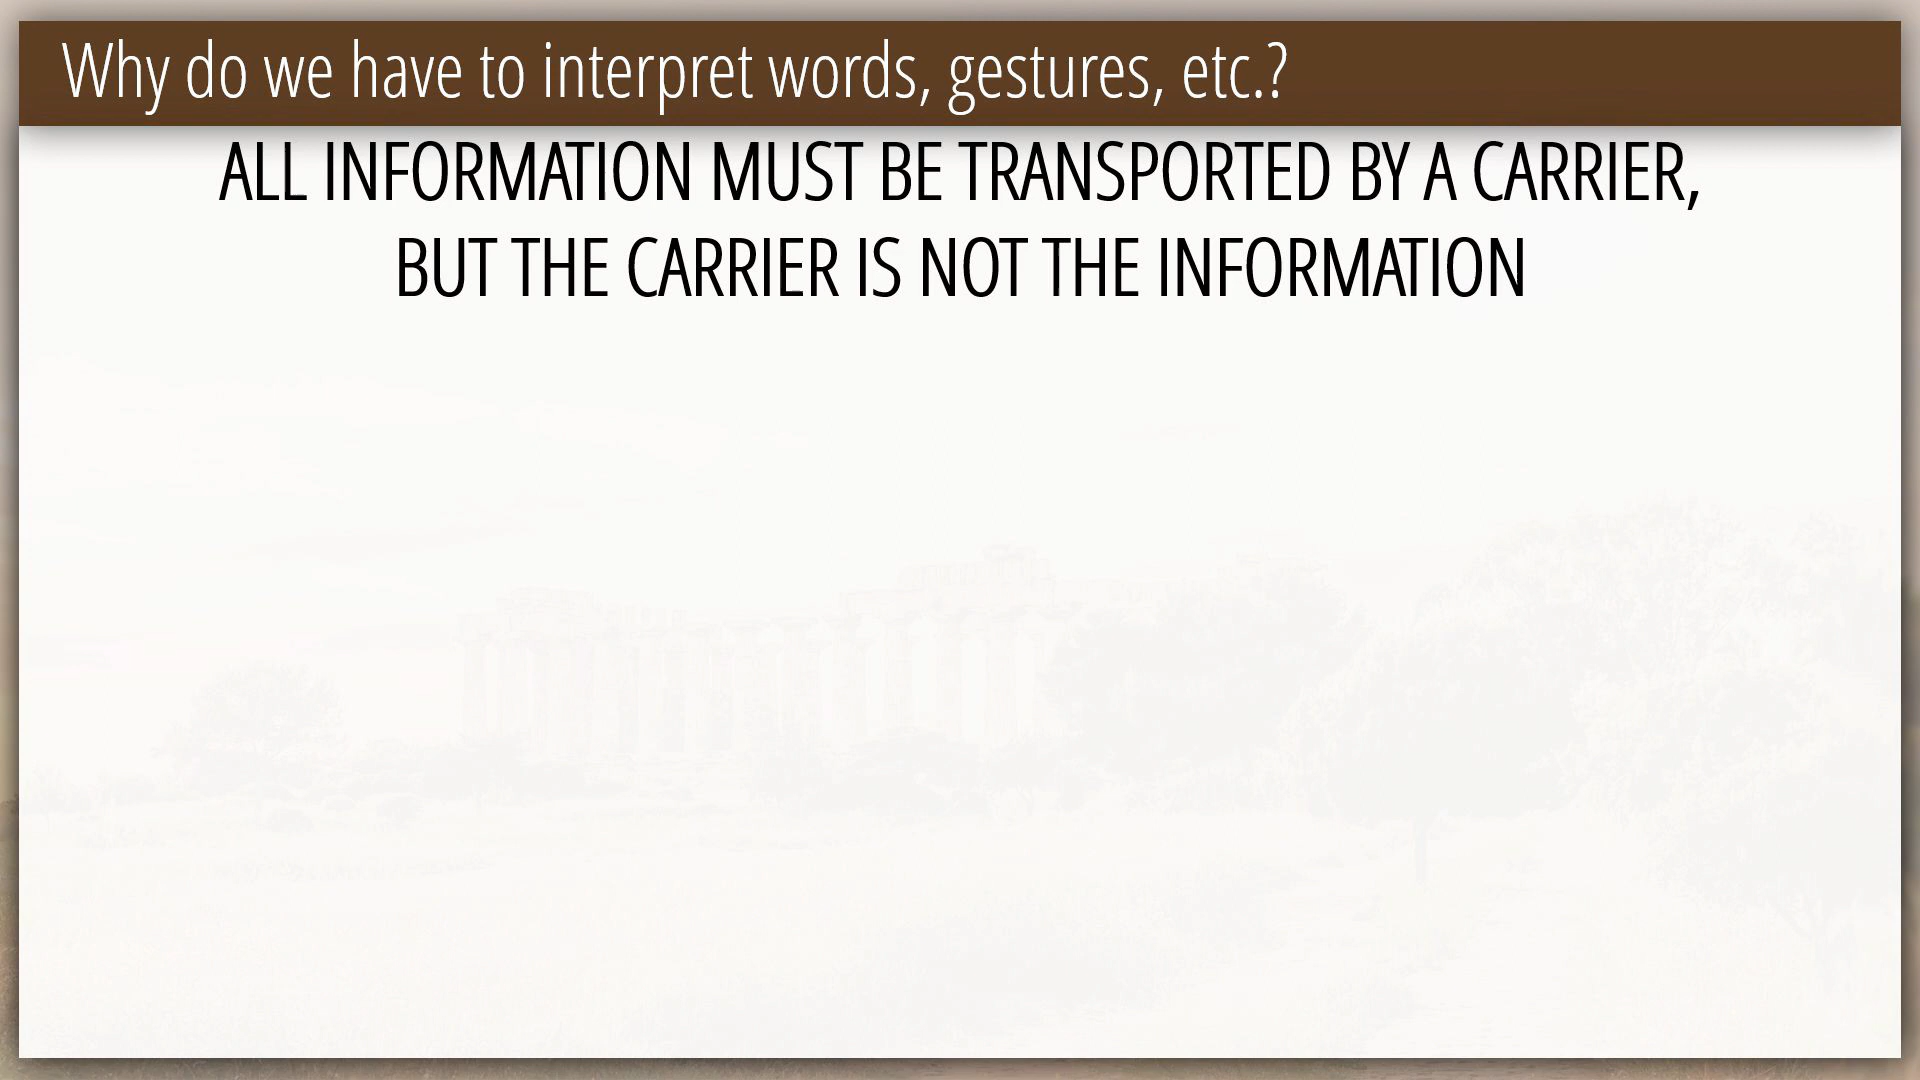 Why do we have to interpret words, gestures, etc.?
ALL INFORMATION MUST BE TRANSPORTED BY A CARRIER,
BUT THE CARRIER IS NOT THE INFORMATION